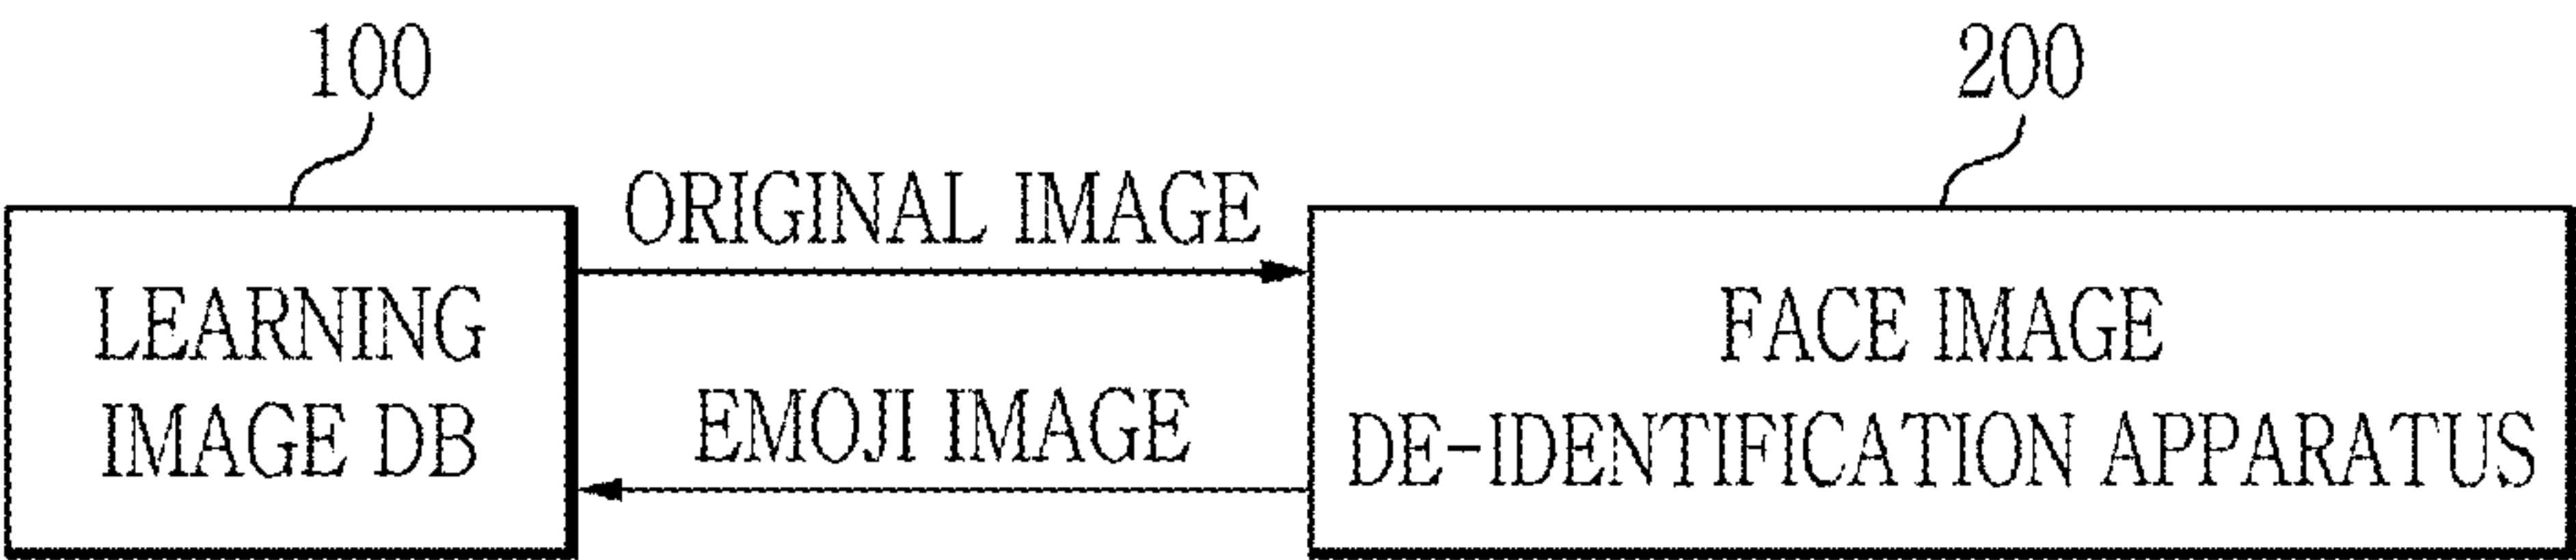 100
200
ORIGINAL IMAGE
LEARNING
IMAGE DB
EMOJI IMAGE
FACE IMAGE
DE-IDENTIFICATION APPARATUS